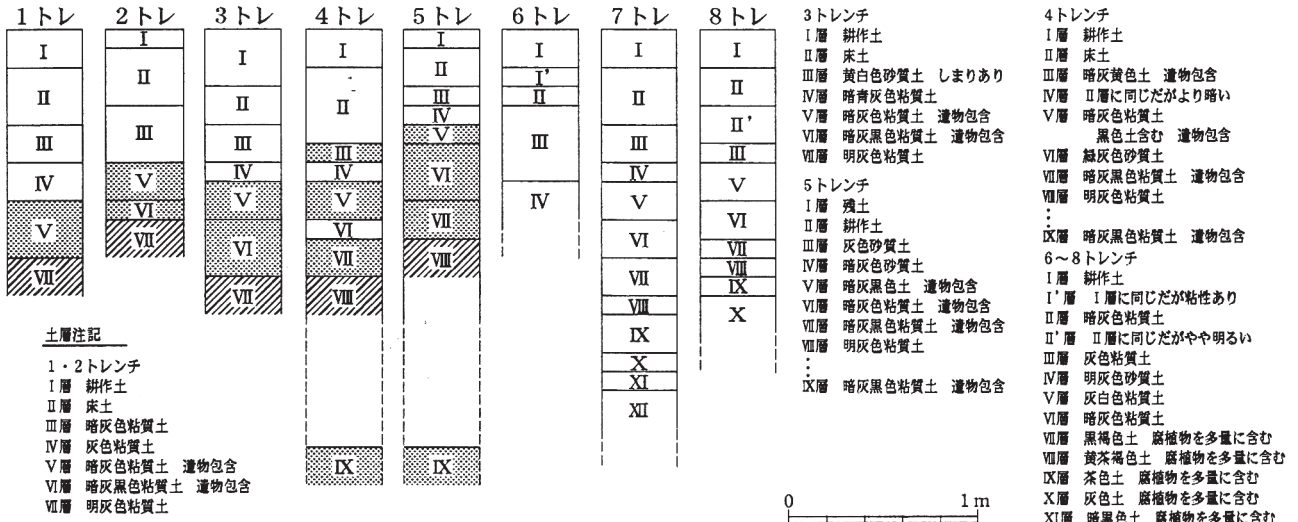 1トレ 2トレ 3トレ 4トレ 5トレ 6トレ 7トレ 8トレ
Ⅰ
Ⅱ
Ⅲ
Ⅳ
Ⅴ
Ⅶ
Ⅰ
Ⅱ
Ⅲ
Ⅴ
Ⅵ
Ⅶ
Ⅰ
Ⅱ
Ⅲ
Ⅳ
Ⅴ
Ⅵ
Ⅶ
Ⅰ
Ⅱ
Ⅲ
Ⅳ
Ⅴ
Ⅵ
Ⅶ
Ⅷ
Ⅸ
Ⅰ
Ⅱ
Ⅲ
Ⅳ
Ⅴ
Ⅵ
Ⅶ
Ⅷ
Ⅸ
Ⅰ
Ⅰ'
Ⅱ
Ⅲ
Ⅳ
Ⅰ
Ⅱ
Ⅲ
Ⅳ
Ⅴ
Ⅵ
Ⅶ
Ⅷ
Ⅸ
Ⅹ
Ⅺ
Ⅻ
Ⅰ
Ⅱ
Ⅱ'
Ⅲ
Ⅴ
Ⅵ
Ⅶ
Ⅷ
Ⅸ
Ⅹ
土層注記
1・2トレンチ
Ⅰ層 耕作土
Ⅱ層 床土
Ⅲ層 暗灰色粘質土
Ⅳ層 灰色粘質土
Ⅴ層 暗灰色粘質土 遺物包含
Ⅵ層 暗灰黒色粘質土 遺物包含
Ⅶ層 明灰色粘質土
3トレンチ
Ⅰ層 耕作土
Ⅱ層 床土
Ⅲ層 黄白色砂質土 しまりあり
Ⅳ層 暗青灰色粘質土
Ⅴ層 暗灰色粘質土 遺物包含
Ⅵ層 暗灰黒色粘質土 遺物包含
Ⅶ層 明灰色粘質土
5トレンチ
Ⅰ層 残土
Ⅱ層 耕作土
Ⅲ層 灰色砂質土
Ⅳ層 暗灰色砂質土
Ⅴ層 暗灰黒色土 遺物包含
Ⅵ層 暗灰色粘質土 遺物包含
Ⅶ層 暗灰黒色粘質土 遺物包含
Ⅷ層 明灰色粘質土
⋮
Ⅸ層 暗灰黒色粘質土 遺物包含
4トレンチ
Ⅰ層 耕作土
Ⅱ層 床土
Ⅲ層 暗灰黄色土 遺物包含
Ⅳ層 Ⅱ層に同じだがより暗い
Ⅴ層 暗灰色粘質土
黒色土含む 遺物包含
Ⅵ層 緑灰色砂質土
Ⅶ層 暗灰黒色粘質土 遺物包含
Ⅷ層 明灰色粘質土
⋮
Ⅸ層 暗灰黒色粘質土 遺物包含
6～8トレンチ
Ⅰ層 耕作土
Ⅰ'層 Ⅰ層に同じだが粘性あり
Ⅱ層 暗灰色粘質土
Ⅱ'層 Ⅱ層に同じだがやや明るい
Ⅲ層 灰色粘質土
Ⅳ層 明灰色砂質土
Ⅴ層 灰白色粘質土
Ⅵ層 暗灰色粘質土
Ⅶ層 黒褐色土 腐植物を多量に含む
Ⅷ層 黄茶褐色土 腐植物を多量に含む
Ⅸ層 茶色土 腐植物を多量に含む
Ⅹ層 灰色土 腐植物を多量に含む
Ⅺ層 暗黒色土 腐植物を多量に含む
0 1m